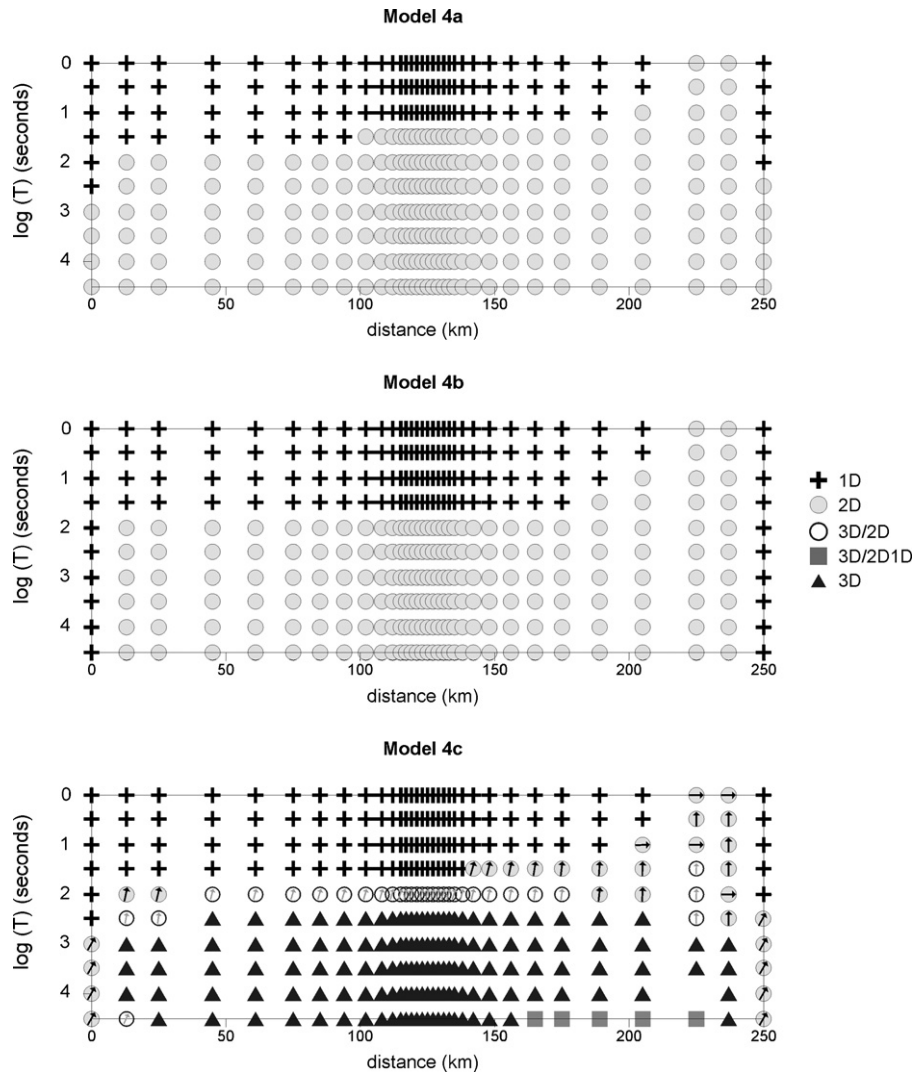 Model 4a
log (T) (seconds)
0
1
2
3
4
0 50 100 150 200 250
distance (km)
Model 4b
log (T) (seconds)
0
1
2
3
4
0 50 100 150 200 250
distance (km)
1D
2D
3D/2D
3D/2D1D
3D
Model 4c
log (T) (seconds)
0
1
2
3
4
0 50 100 150 200 250
distance (km)